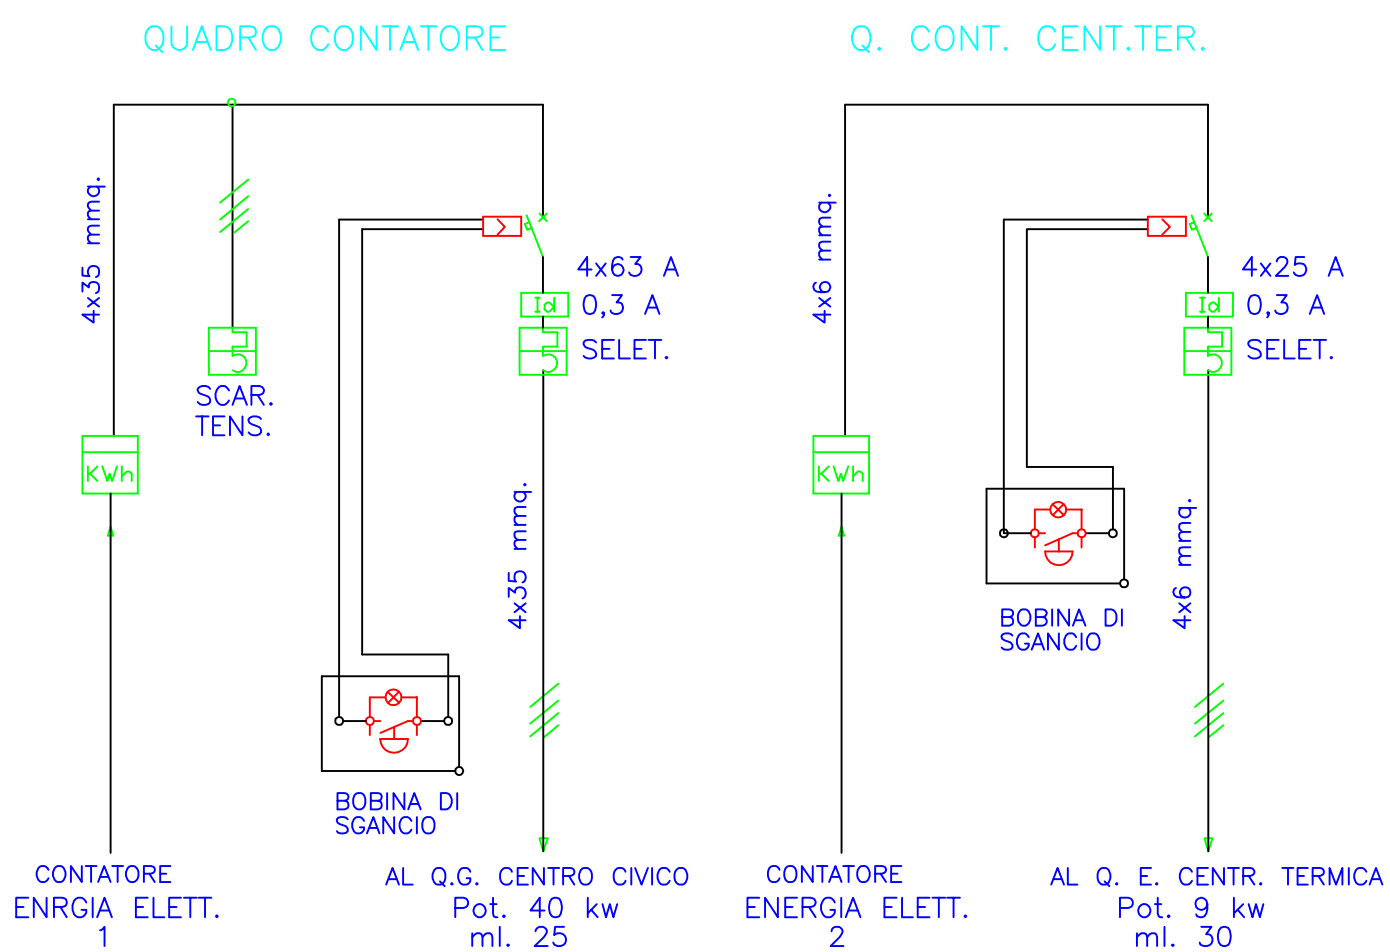 QUADRO CONTATORE
4x35 mmq.
SCAR.
TENS.
KWh
4x63 A
Id 0,3 A
SELET.
4x35 mmq.
BOBINA DI
SGANCIO
CONTATORE
ENRGIA ELETT.
1
AL Q.G. CENTRO CIVICO
Pot. 40 kw
ml. 25
Q. CONT. CENT.TER.
4x6 mmq.
KWh
4x25 A
Id 0,3 A
SELET.
4x6 mmq.
BOBINA DI
SGANCIO
CONTATORE
ENERGIA ELETT.
2
AL Q. E. CENTR. TERMICA
Pot. 9 kw
ml. 30